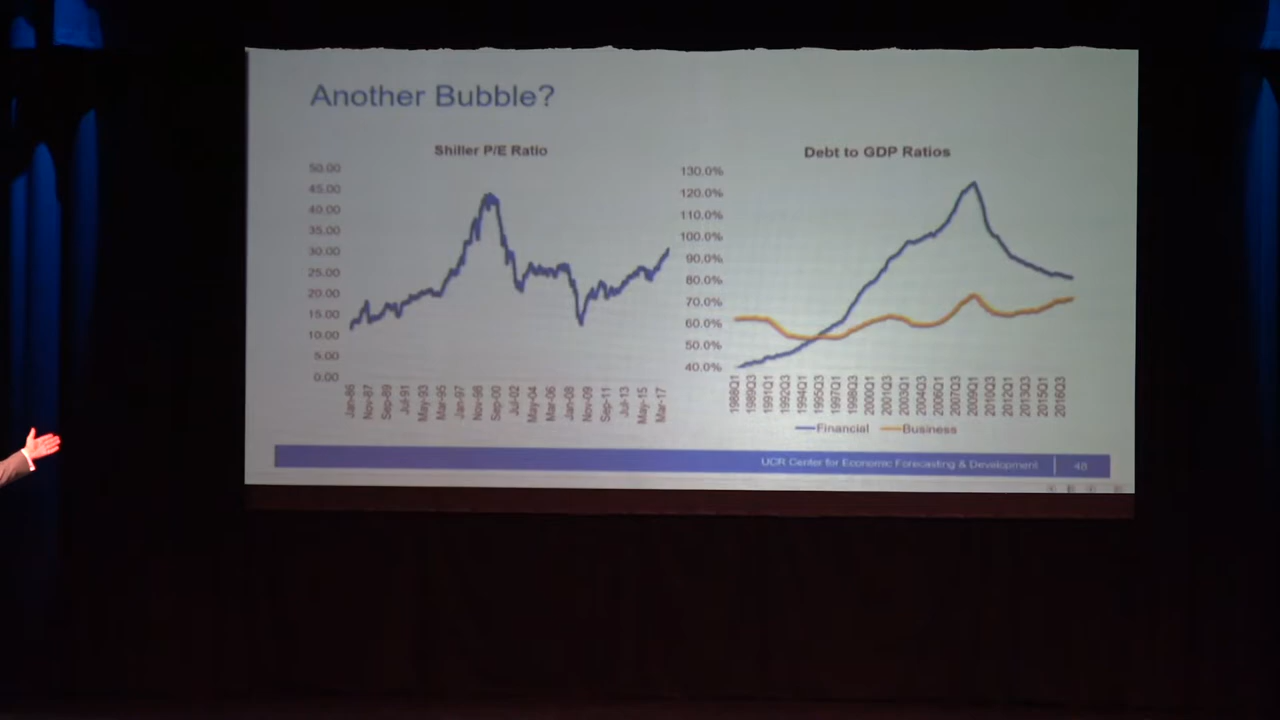 Another Bubble?
Shiller P/E Ratio
50.00
45.00
40.00
35.00
30.00
25.00
20.00
15.00
10.00
5.00
0.00
Jan-86
Nov-87
Sep-89
Jul-91
May-93
Mar-95
Jan-97
Nov-98
Sep-00
Jul-02
May-04
Mar-06
Jan-08
Nov-09
Sep-11
Jul-13
May-15
Mar-17
Debt to GDP Ratios
130.0%
120.0%
110.0%
100.0%
90.0%
80.0%
70.0%
60.0%
50.0%
40.0%
1988Q1
1989Q3
1991Q1
1992Q3
1994Q1
1995Q3
1997Q1
1998Q3
2000Q1
2001Q3
2003Q1
2004Q3
2006Q1
2007Q3
2009Q1
2010Q3
2012Q1
2013Q3
2015Q1
2016Q3
Financial Business
UCR Center for Economic Forecasting & Development 48